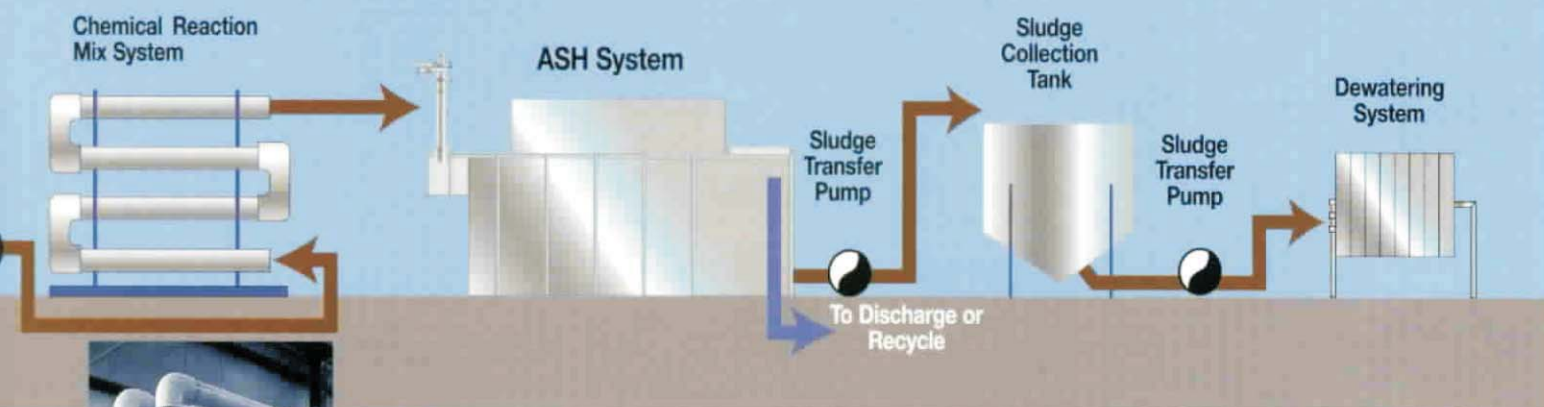 Chemical Reaction
Mix System
ASH System
Sludge
Transfer
Pump
To Discharge or
Recycle
Sludge
Collection
Tank
Sludge
Transfer
Pump
Dewatering
System